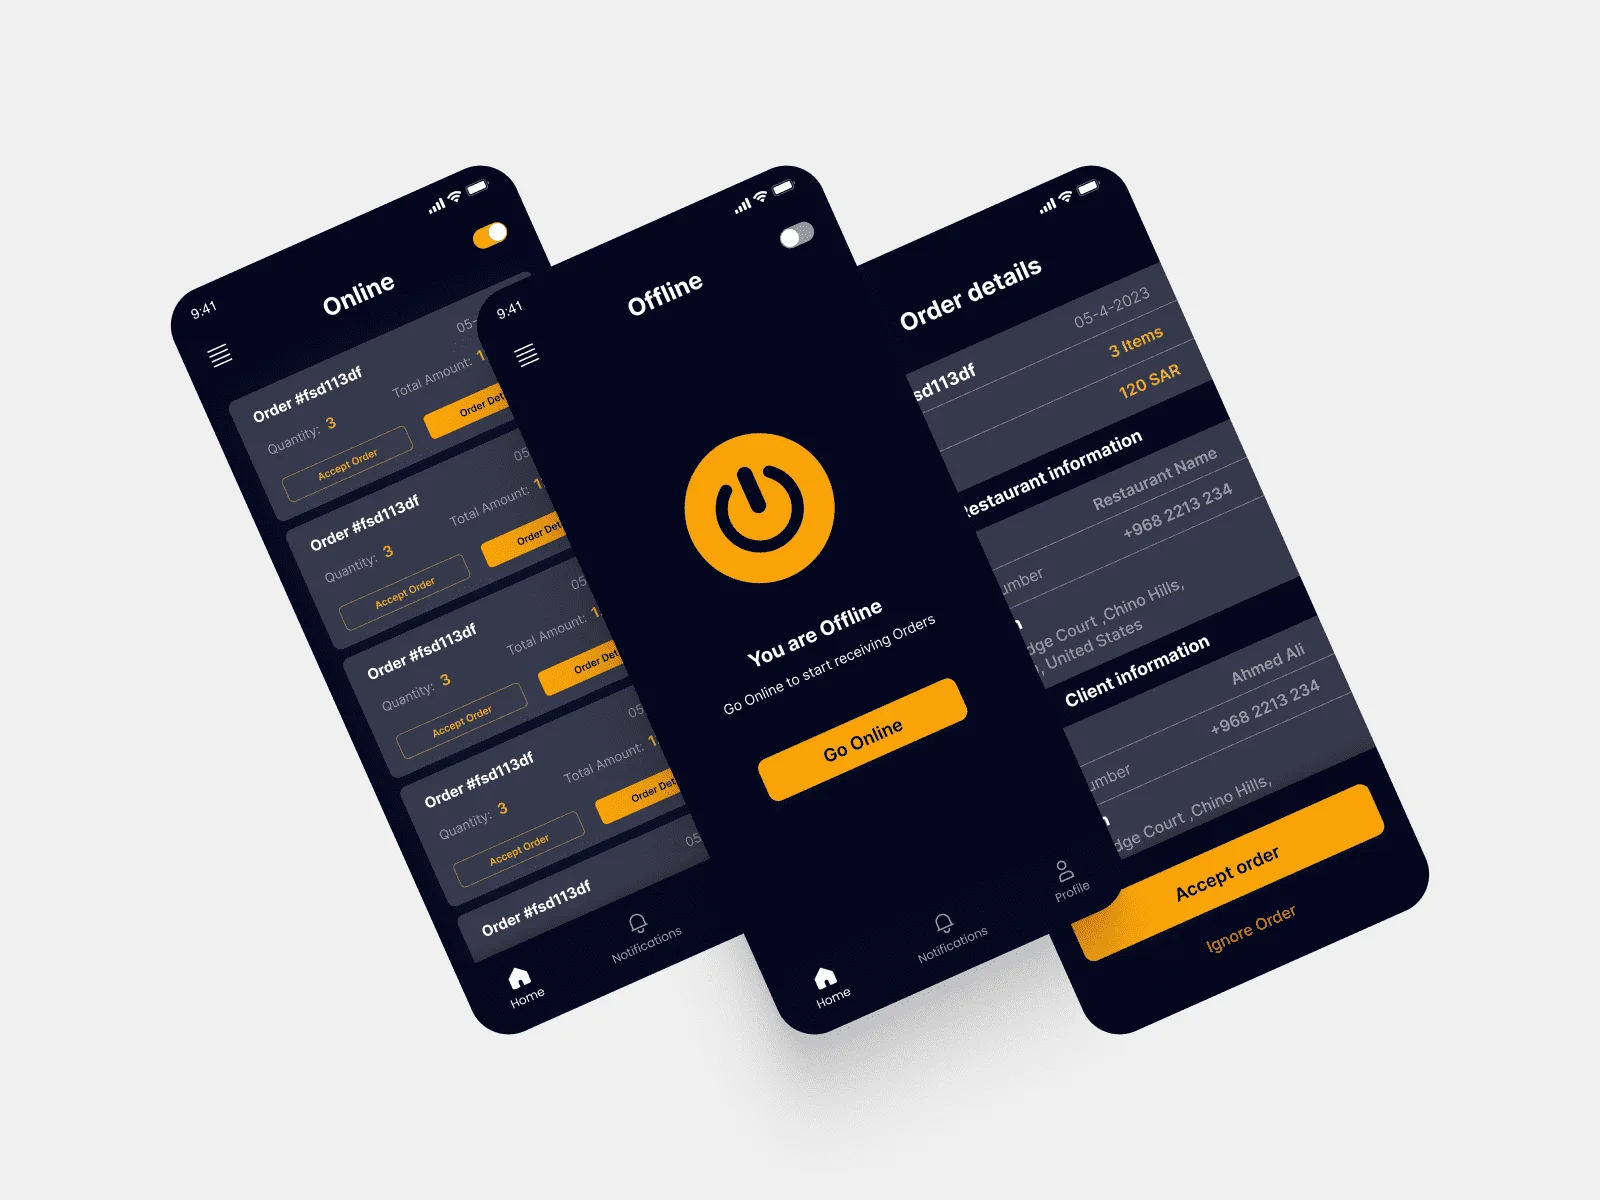 9:41
Online
05-
Order #fsd113df
Total Amount: 1
Quantity: 3
Order Det
Accept Order
05
Order #fsd113df
Total Amount: 1
Quantity: 3
Order Det
Accept Order
05
Order #fsd113df
Total Amount: 1
Quantity: 3
Order Det
Accept Order
05
Order #fsd113df
Total Amount: 1
Quantity: 3
Order Det
Accept Order
05
Order #fsd113df
Home
Notifications
9:41
Offline
You are Offline
Go Online to start receiving Orders
Go Online
Home
Notifications
Profile
Order details
05-4-2023
sd113df
3 Items
120 SAR
Restaurant information
Restaurant Name
+968 2213 234
umber
n
dge Court ,Chino Hills,
, United States
Client information
Ahmed Ali
+968 2213 234
umber
n
dge Court ,Chino Hills,
Accept order
Ignore Order